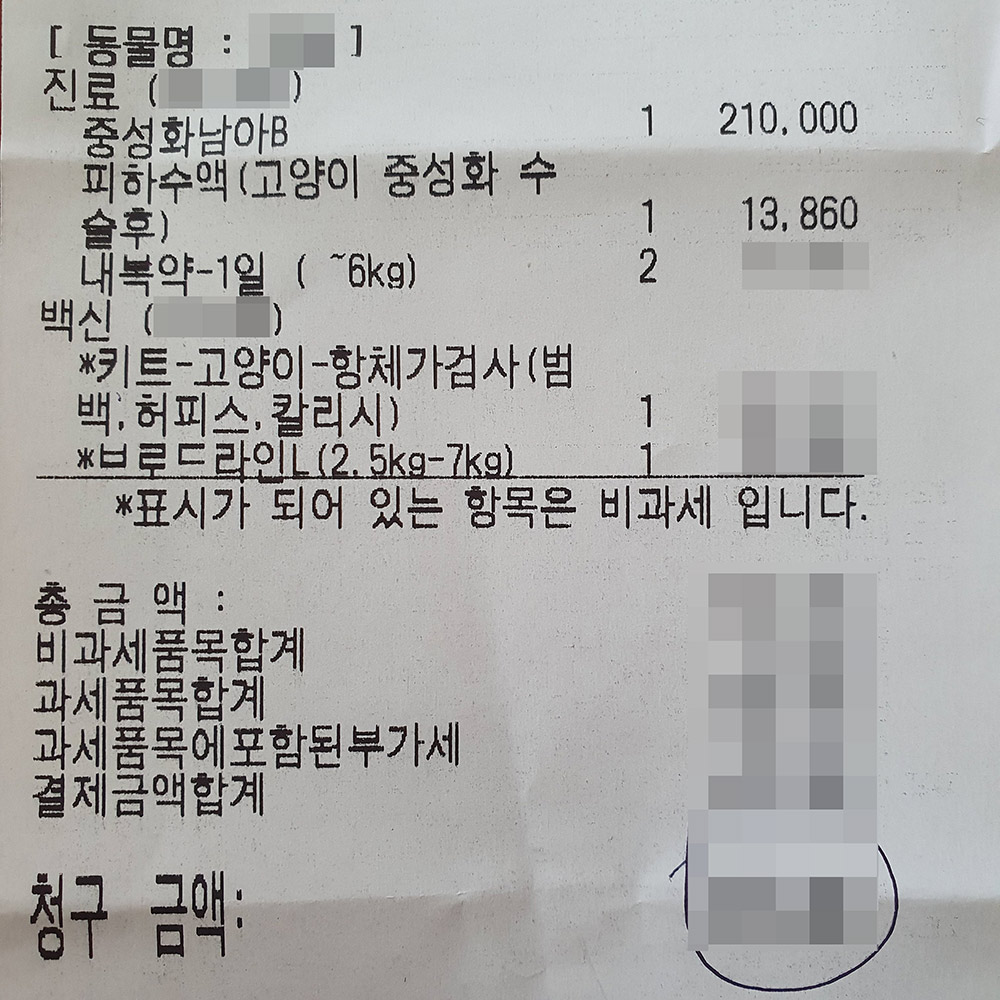 [ 동물명 : ]
진료 ( )
중성화남아B 1 210,000
피하수액(고양이 중성화 수
술후) 1 13,860
내복약-1일 ( ~6kg) 2
백신 ( )
*키트-고양이-항체가검사(범
백,허피스,칼리시) 1
*브로드라인L(2.5kg-7kg) 1
*표시가 되어 있는 항목은 비과세 입니다.
총 금 액 :
비과세품목합계
과세품목합계
과세품목에포함된부가세
결제금액합계
청구 금액: